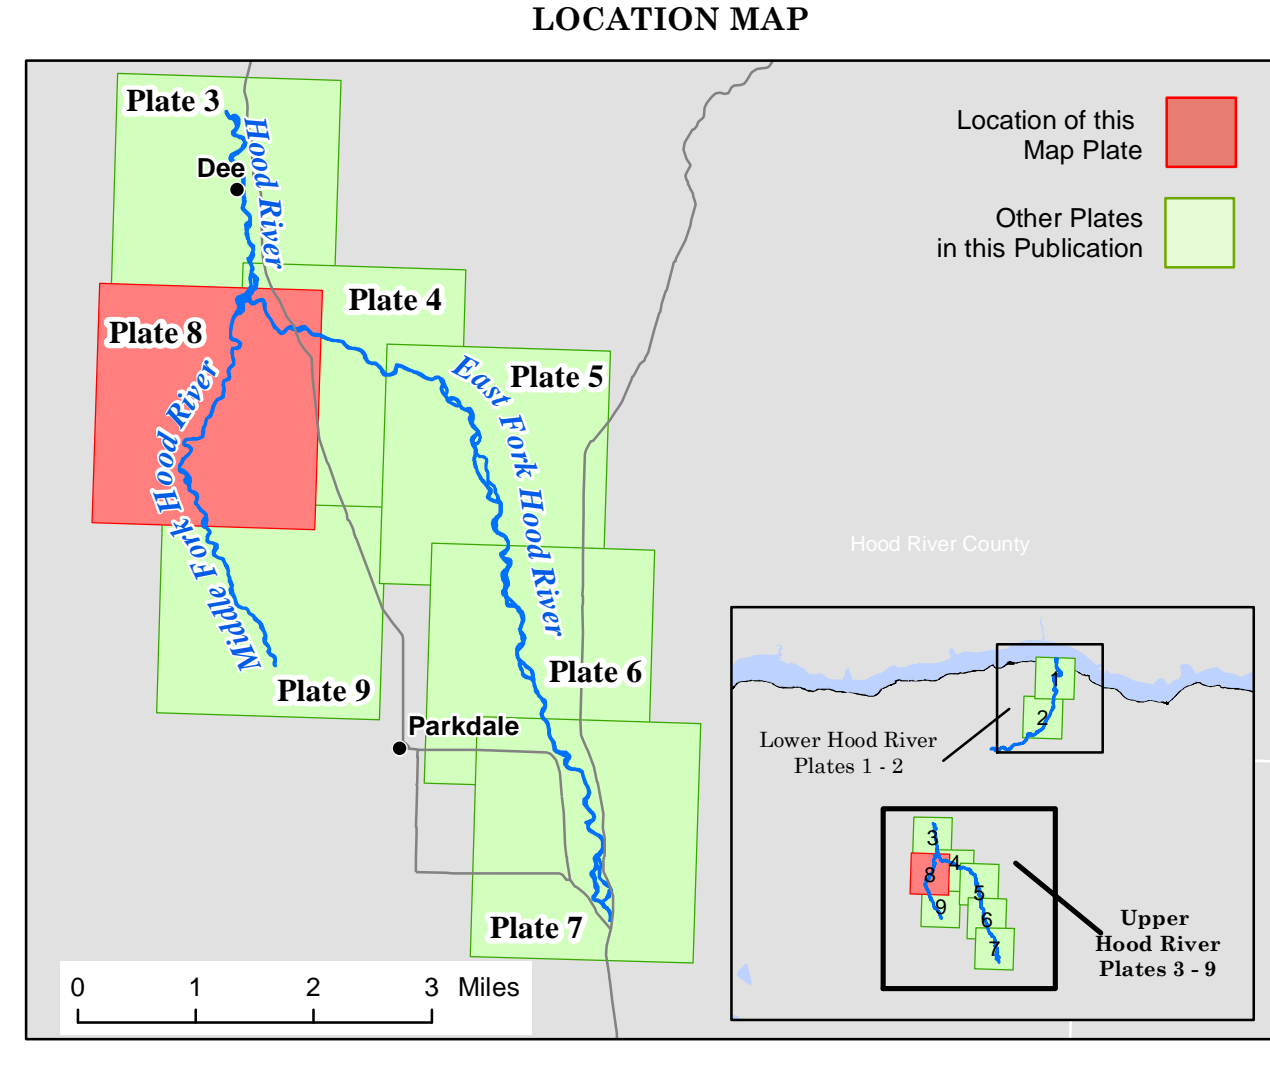 LOCATION MAP
Plate 3
Hood River
Dee
Location of this
Map Plate
Other Plates
in this Publication
Plate 4
Plate 8
Plate 5
East Fork Hood River
Middle Fork Hood River
Hood River County
Plate 6
Plate 9
Parkdale
Plate 7
0 1 2 3 Miles
1
2
Lower Hood River
Plates 1 - 2
3
4
8
5
9
6
7
Upper
Hood River
Plates 3 - 9